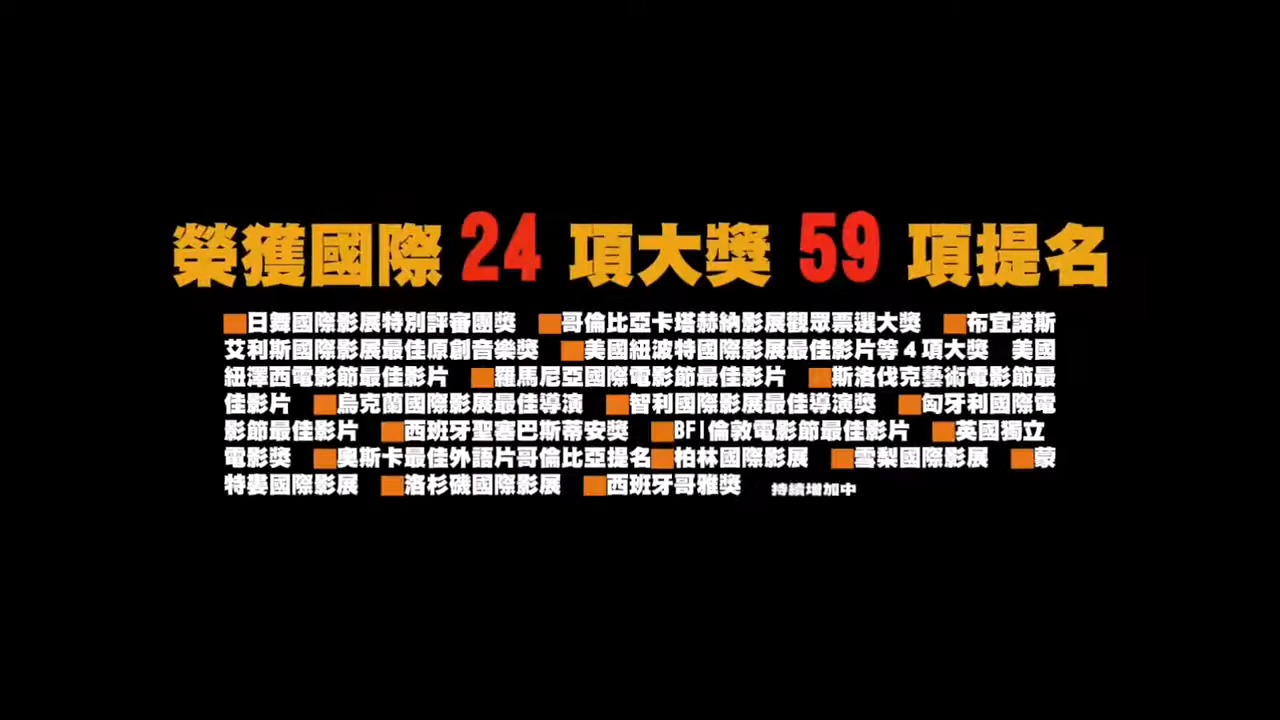 榮獲國際 24 項大獎 59 項提名
■日舞國際影展特別評審團獎 ■哥倫比亞卡塔赫納影展觀眾票選大獎 ■布宜諾斯
艾利斯國際影展最佳原創音樂獎 ■美國紐波特國際影展最佳影片等4項大獎 美國
紐澤西電影節最佳影片 ■羅馬尼亞國際電影節最佳影片 ■斯洛伐克藝術電影節最
佳影片 ■烏克蘭國際影展最佳導演 ■智利國際影展最佳導演獎 ■匈牙利國際電
影節最佳影片 ■西班牙聖塞巴斯蒂安獎 ■BFI倫敦電影節最佳影片 ■英國獨立
電影獎 ■奧斯卡最佳外語片哥倫比亞提名■柏林國際影展 ■雪梨國際影展 ■蒙
特婁國際影展 ■洛杉磯國際影展 ■西班牙哥雅獎 持續增加中